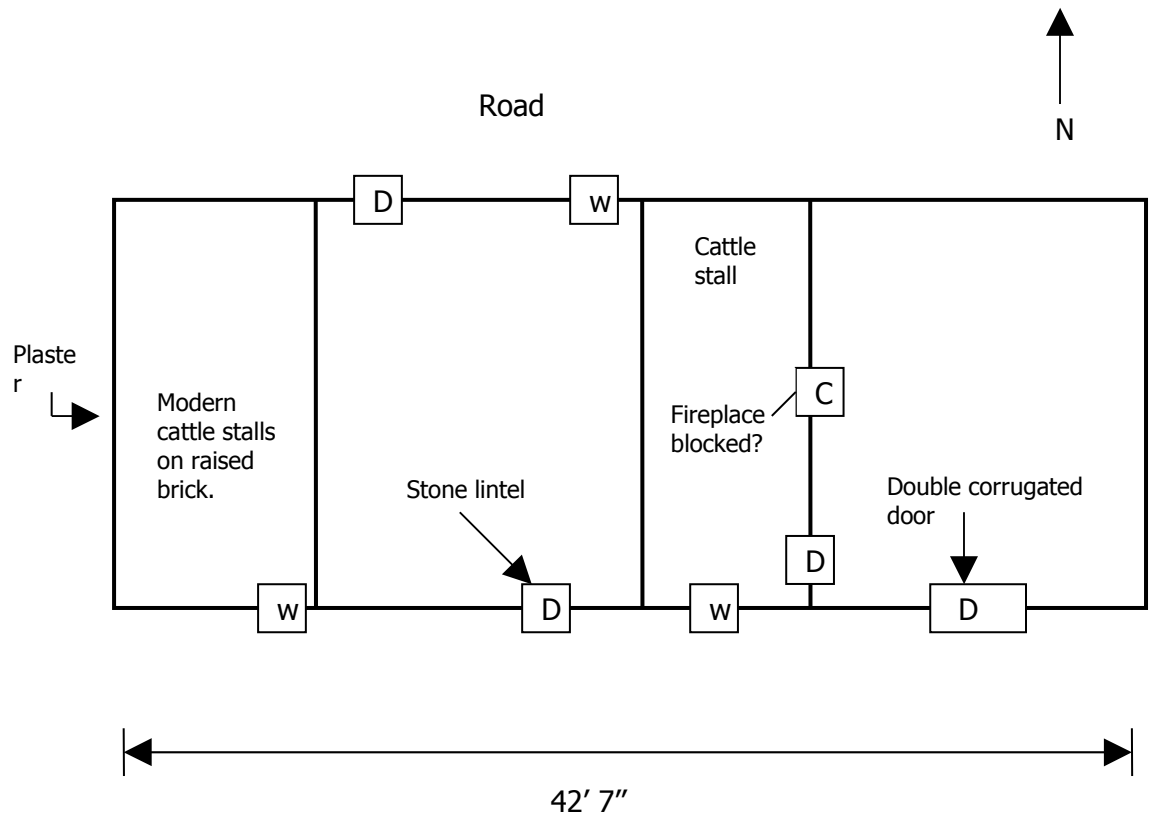 Road
N
D
w
Cattle
stall
Plaste
r
Modern
cattle stalls
on raised
brick.
C
Fireplace
blocked?
Stone lintel
Double corrugated
door
D
w
D
w
D
42’ 7”